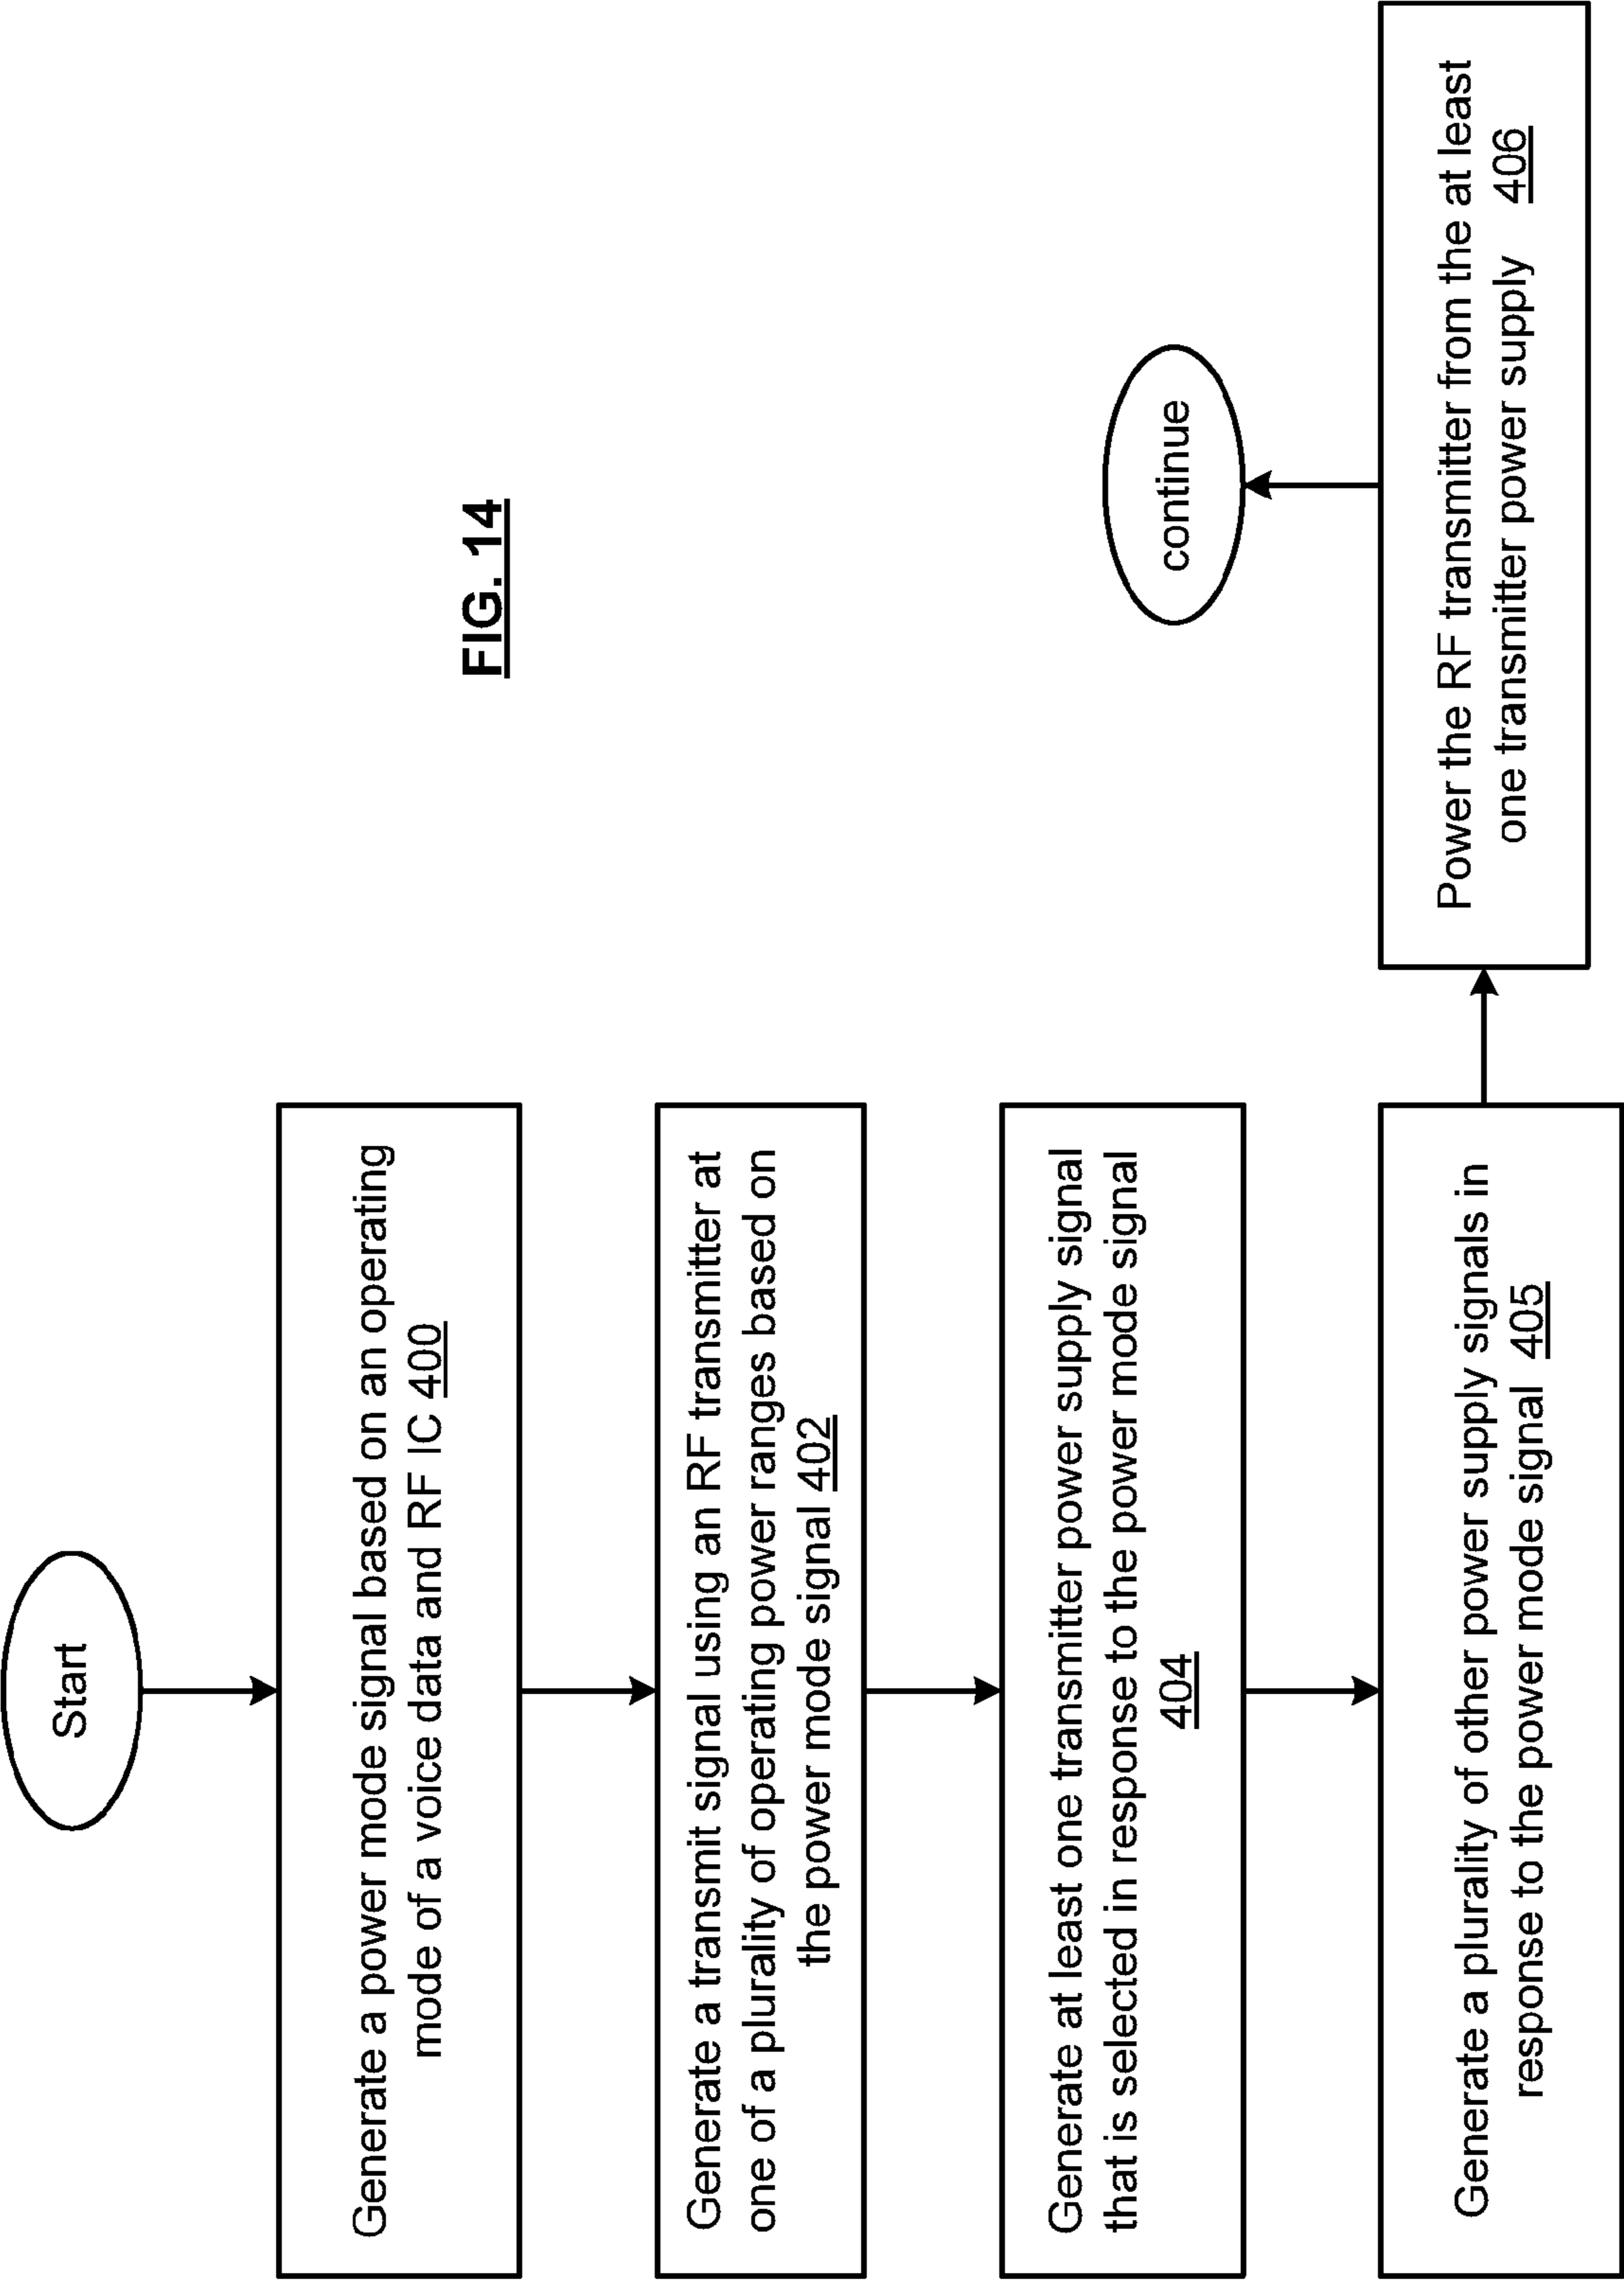 Start
Generate a power mode signal based on an operating
mode of a voice data and RF IC 400
Generate a transmit signal using an RF transmitter at
one of a plurality of operating power ranges based on
the power mode signal 402
Generate at least one transmitter power supply signal
that is selected in response to the power mode signal
404
Generate a plurality of other power supply signals in
response to the power mode signal 405
Power the RF transmitter from the at least
one transmitter power supply 406
continue
FIG. 14